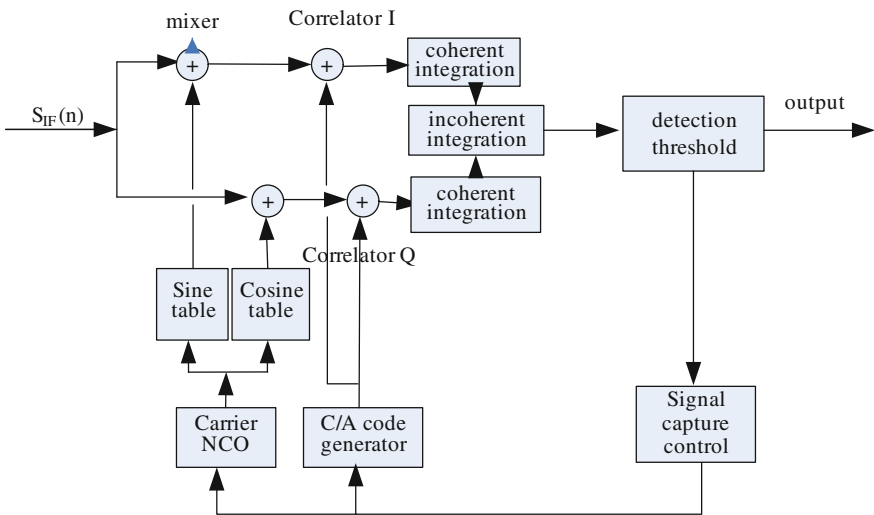 mixer
Correlator I
S_IF(n)
+
+
coherent
integration
incoherent
integration
coherent
integration
detection
threshold
output
+
+
Correlator Q
Sine
table
Cosine
table
Carrier
NCO
C/A code
generator
Signal
capture
control